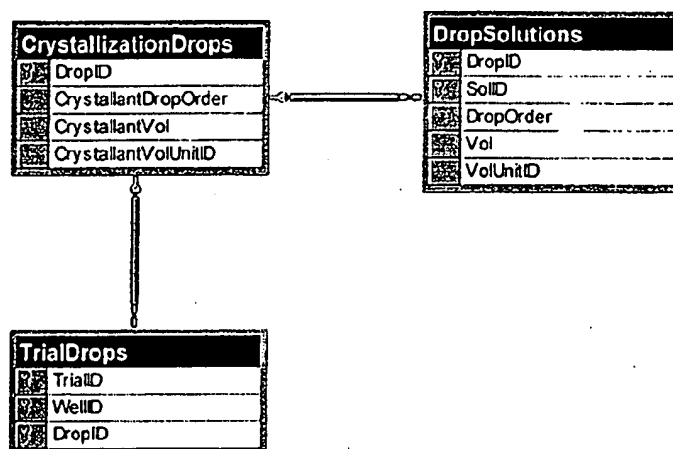 CrystallizationDrops
DropID
CrystallantDropOrder
CrystallantVol
CrystallantVolUnitID
DropSolutions
DropID
SolID
DropOrder
Vol
VolUnitID
TrialDrops
TrialID
WellID
DropID